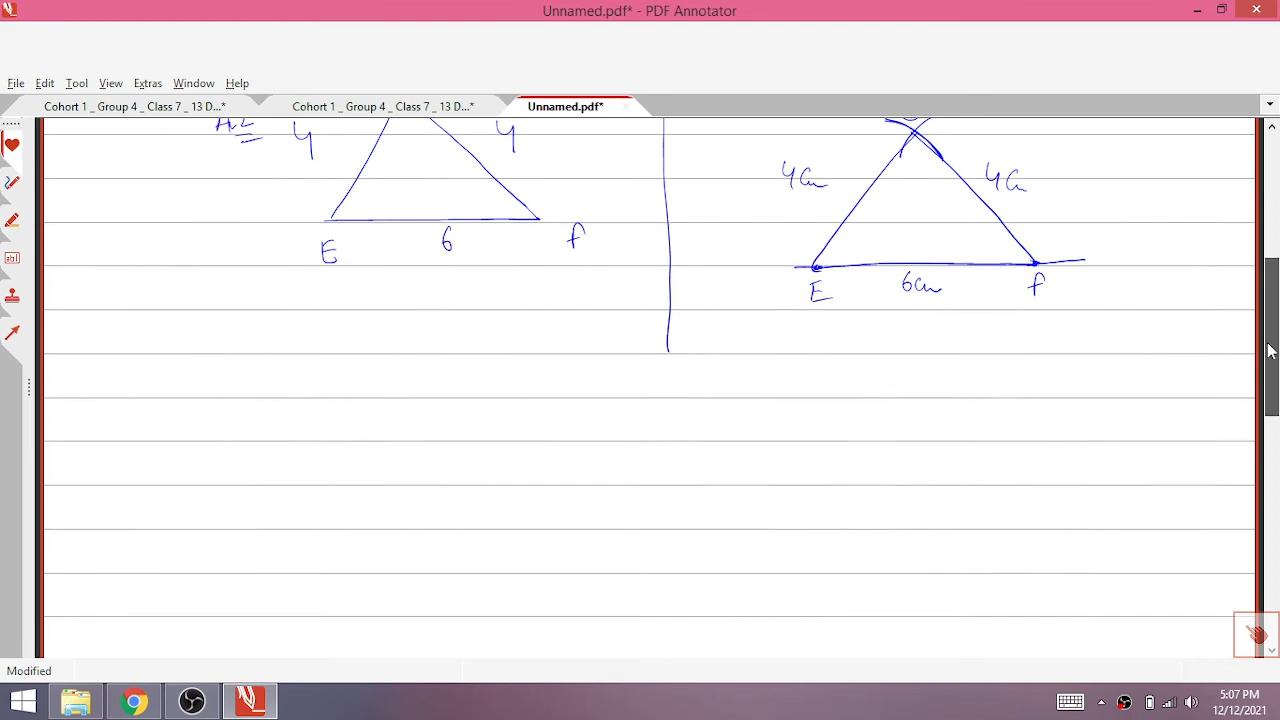 Unnamed.pdf* - PDF Annotator
File Edit Tool View Extras Window Help
Cohort 1 _ Group 4 _ Class 7 _ 13 D...* Cohort 1 _ Group 4 _ Class 7 _ 13 D...* Unnamed.pdf*
4 4
E 6 f
4cm 4cm
E 6cm f
Modified
5:07 PM
12/12/2021